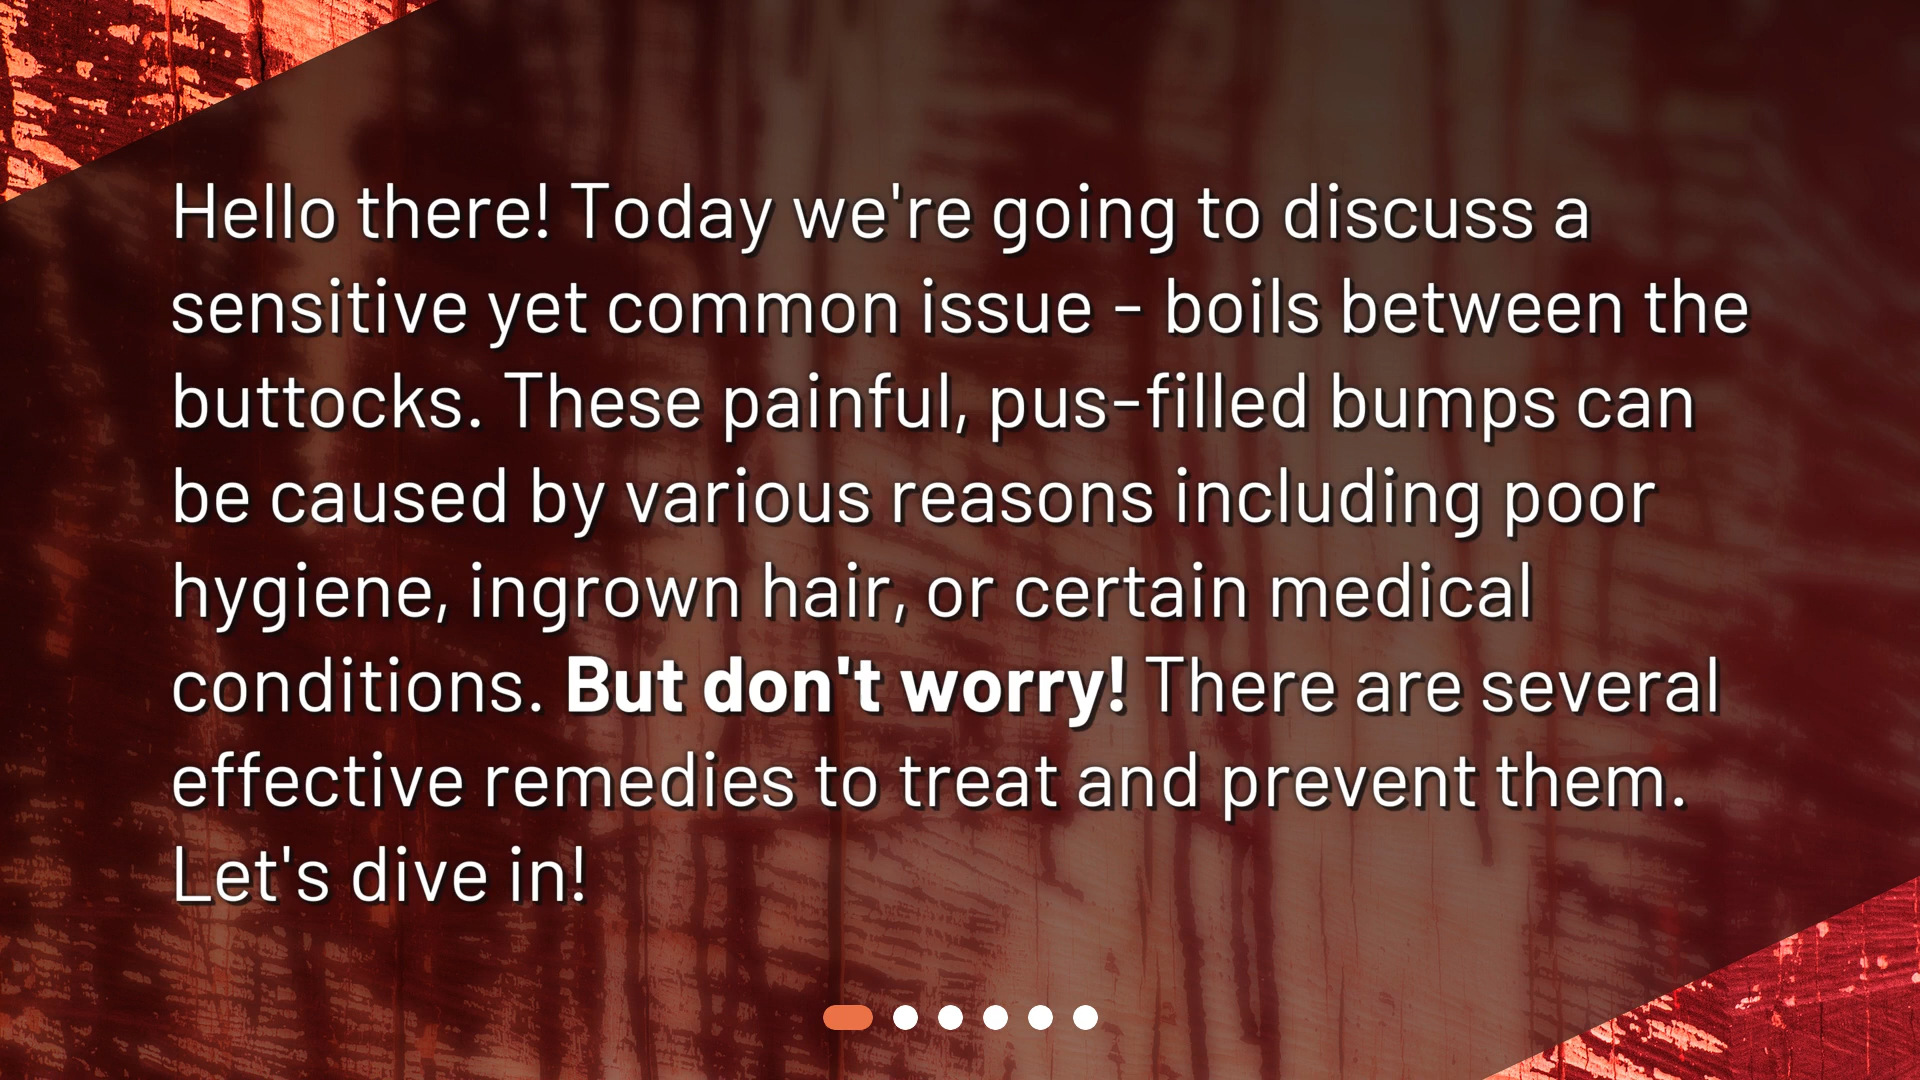 Hello there! Today we're going to discuss a
sensitive yet common issue - boils between the
buttocks. These painful, pus-filled bumps can
be caused by various reasons including poor
hygiene, ingrown hair, or certain medical
conditions. But don't worry! There are several
effective remedies to treat and prevent them.
Let's dive in!